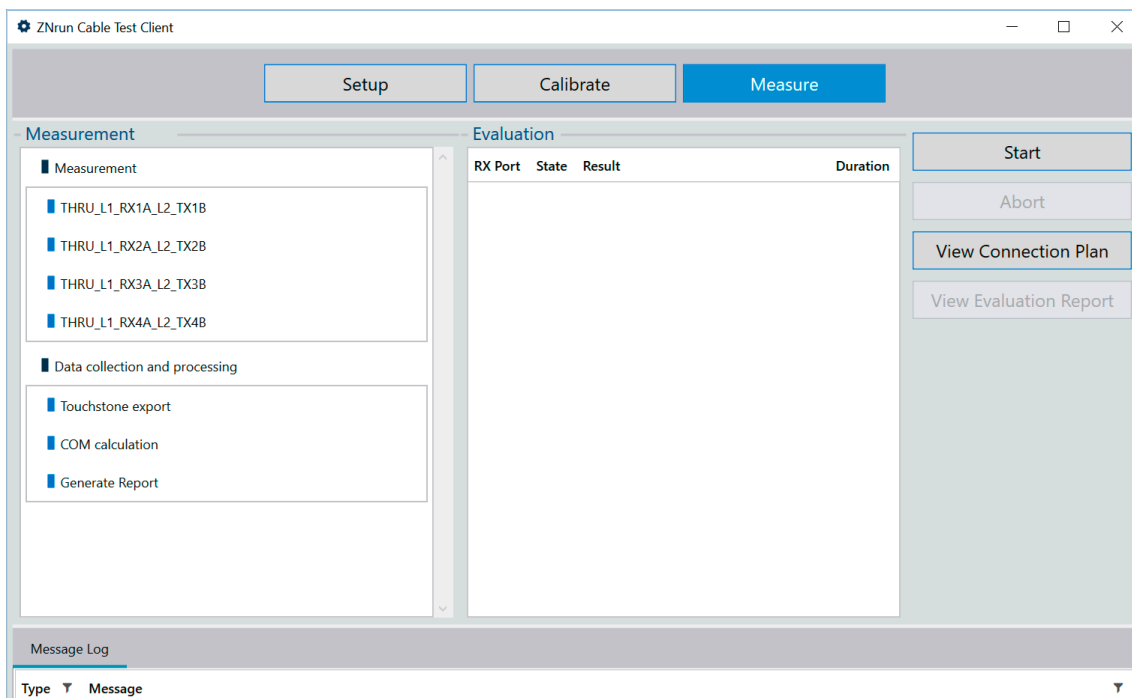 ZNrun Cable Test Client
Setup
Calibrate
Measure
Measurement
Measurement
THRU_L1_RX1A_L2_TX1B
THRU_L1_RX2A_L2_TX2B
THRU_L1_RX3A_L2_TX3B
THRU_L1_RX4A_L2_TX4B
Data collection and processing
Touchstone export
COM calculation
Generate Report
Evaluation
RX Port State Result Duration
Start
Abort
View Connection Plan
View Evaluation Report
Message Log
Type Message